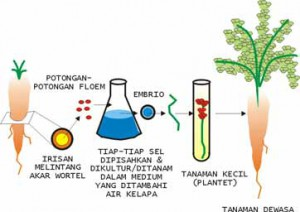 POTONGAN-
POTONGAN FLOEM
EMBRIO
IRISAN
MELINTANG
AKAR WORTEL
TIAP-TIAP SEL
DIPISAHKAN &
DIKULTUR/DITANAM
DALAM MEDIUM
YANG DITAMBAHI
AIR KELAPA
TANAMAN KECIL
(PLANTET)
TANAMAN DEWASA